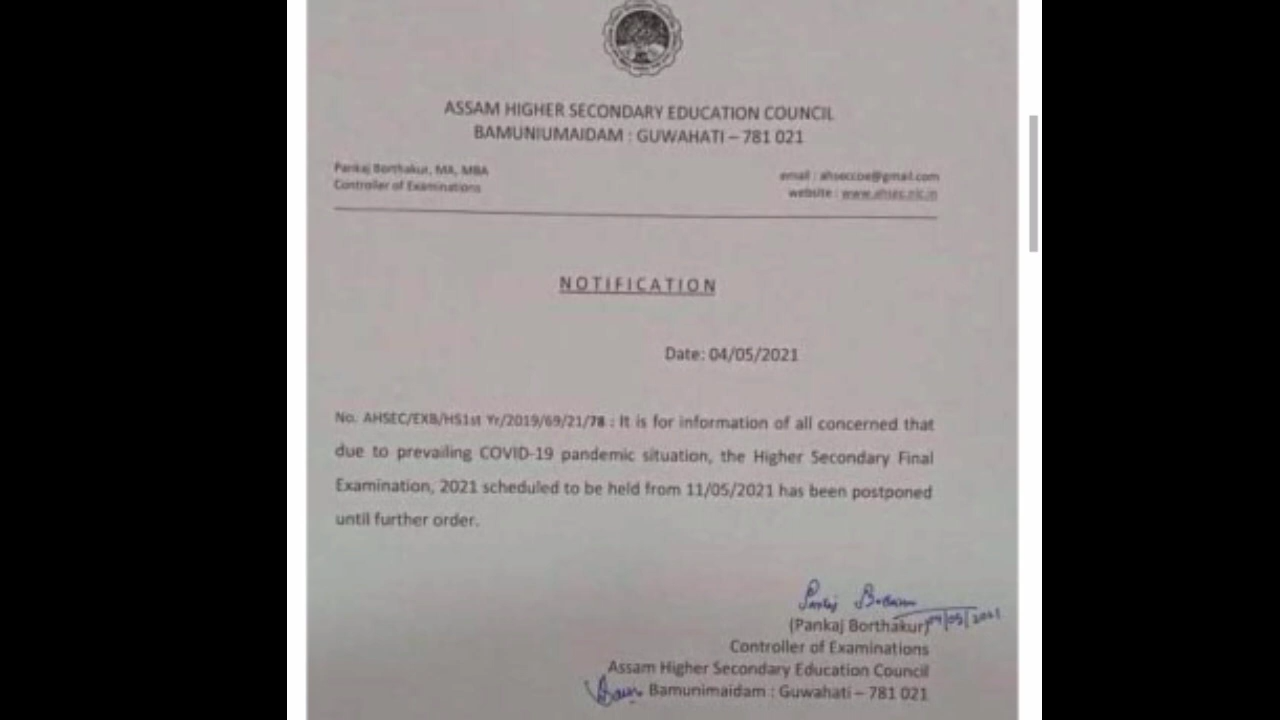 ASSAM HIGHER SECONDARY EDUCATION COUNCIL
BAMUNIUMAIDAM : GUWAHATI – 781 021
Pankaj Borthakur, MA, MBA
Controller of Examinations
email : ahseccoe@gmail.com
website : www.ahsec.nic.in
NOTIFICATION
Date: 04/05/2021
No. AHSEC/EXB/HS1st Yr/2019/69/21/78 : It is for information of all concerned that
due to prevailing COVID-19 pandemic situation, the Higher Secondary Final
Examination, 2021 scheduled to be held from 11/05/2021 has been postponed
until further order.
(Pankaj Borthakur) 04/05/2021
Controller of Examinations
Assam Higher Secondary Education Council
Bamunimaidam : Guwahati – 781 021